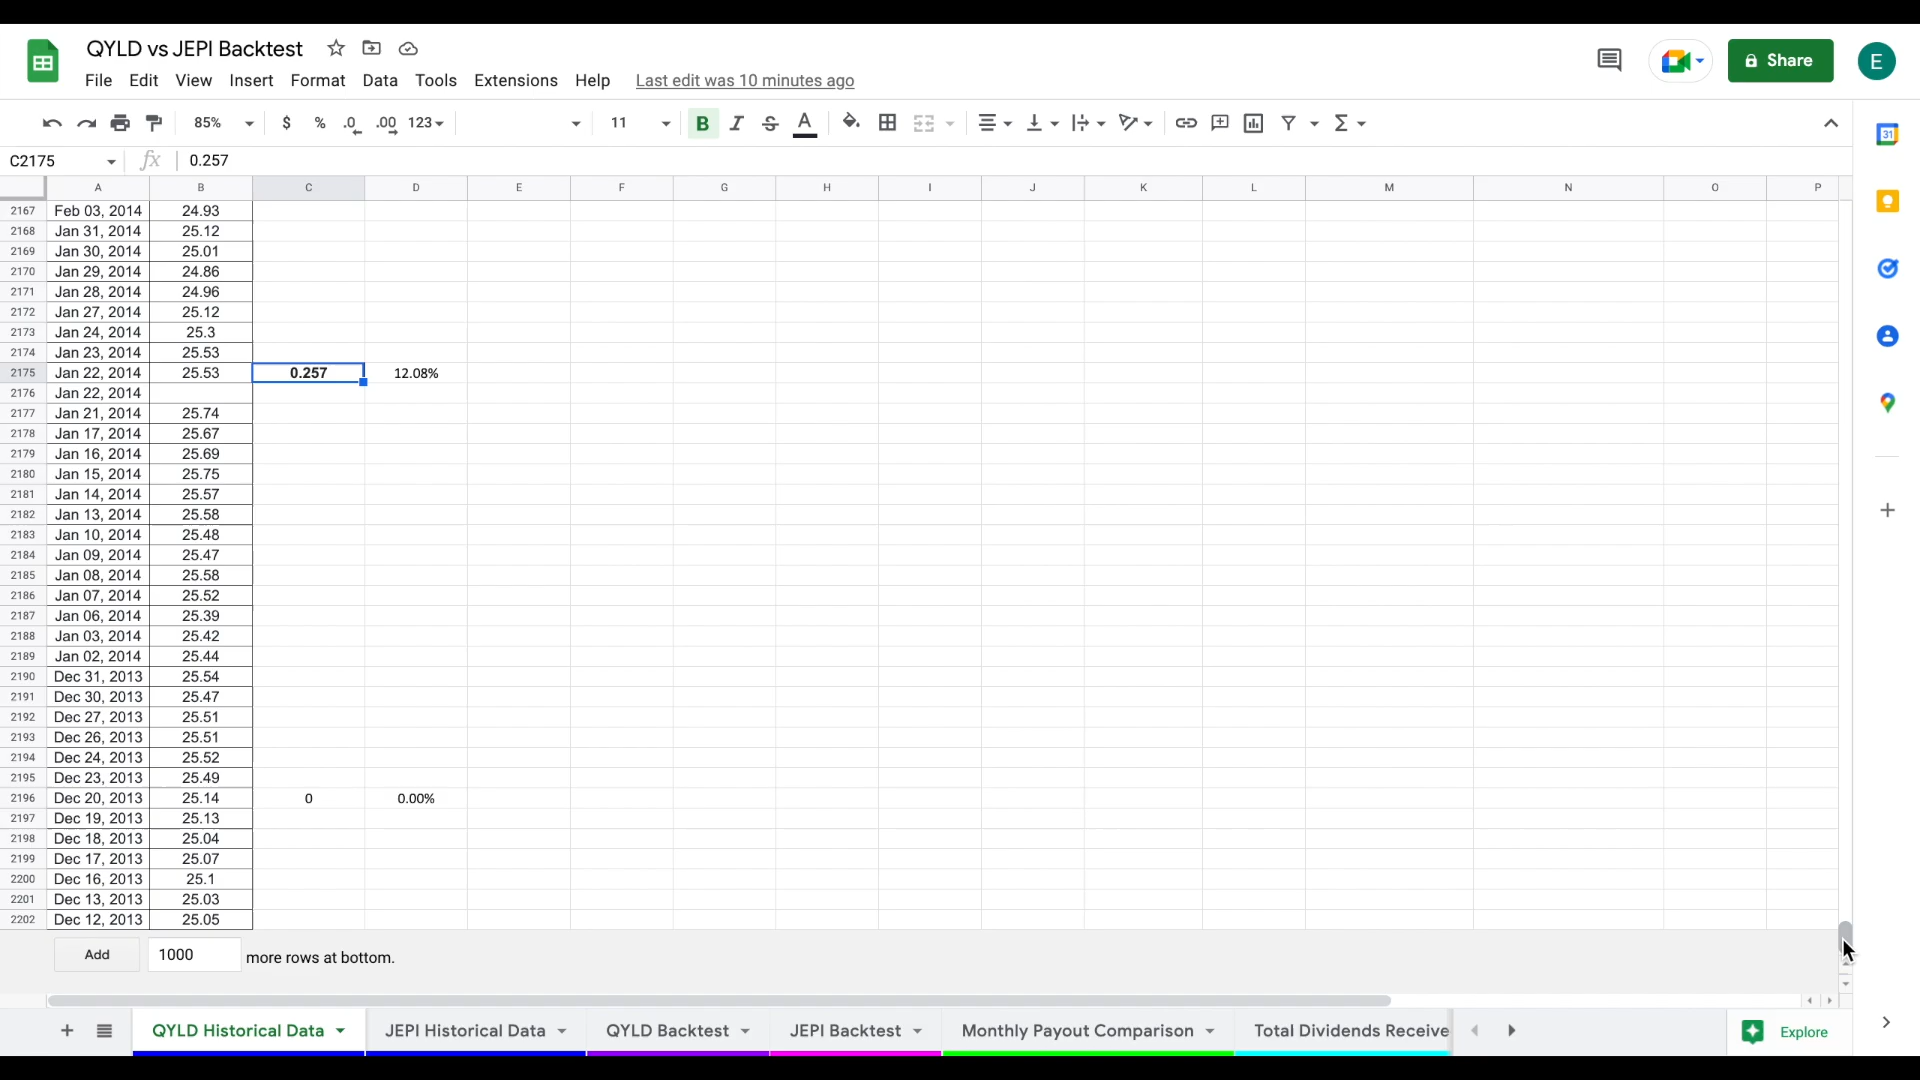 QYLD vs JEPI Backtest
File Edit View Insert Format Data Tools Extensions Help Last edit was 10 minutes ago
Share
E
85% $ % .0 .00 123 11 B I S A
31
C2175 fx 0.257
A B C D E F G H I J K L M N O P
2167 Feb 03, 2014 24.93
2168 Jan 31, 2014 25.12
2169 Jan 30, 2014 25.01
2170 Jan 29, 2014 24.86
2171 Jan 28, 2014 24.96
2172 Jan 27, 2014 25.12
2173 Jan 24, 2014 25.3
2174 Jan 23, 2014 25.53
2175 Jan 22, 2014 25.53 0.257 12.08%
2176 Jan 22, 2014
2177 Jan 21, 2014 25.74
2178 Jan 17, 2014 25.67
2179 Jan 16, 2014 25.69
2180 Jan 15, 2014 25.75
2181 Jan 14, 2014 25.57
2182 Jan 13, 2014 25.58
2183 Jan 10, 2014 25.48
2184 Jan 09, 2014 25.47
2185 Jan 08, 2014 25.58
2186 Jan 07, 2014 25.52
2187 Jan 06, 2014 25.39
2188 Jan 03, 2014 25.42
2189 Jan 02, 2014 25.44
2190 Dec 31, 2013 25.54
2191 Dec 30, 2013 25.47
2192 Dec 27, 2013 25.51
2193 Dec 26, 2013 25.51
2194 Dec 24, 2013 25.52
2195 Dec 23, 2013 25.49
2196 Dec 20, 2013 25.14 0 0.00%
2197 Dec 19, 2013 25.13
2198 Dec 18, 2013 25.04
2199 Dec 17, 2013 25.07
2200 Dec 16, 2013 25.1
2201 Dec 13, 2013 25.03
2202 Dec 12, 2013 25.05
Add 1000 more rows at bottom.
QYLD Historical Data JEPI Historical Data QYLD Backtest JEPI Backtest Monthly Payout Comparison Total Dividends Receive Explore